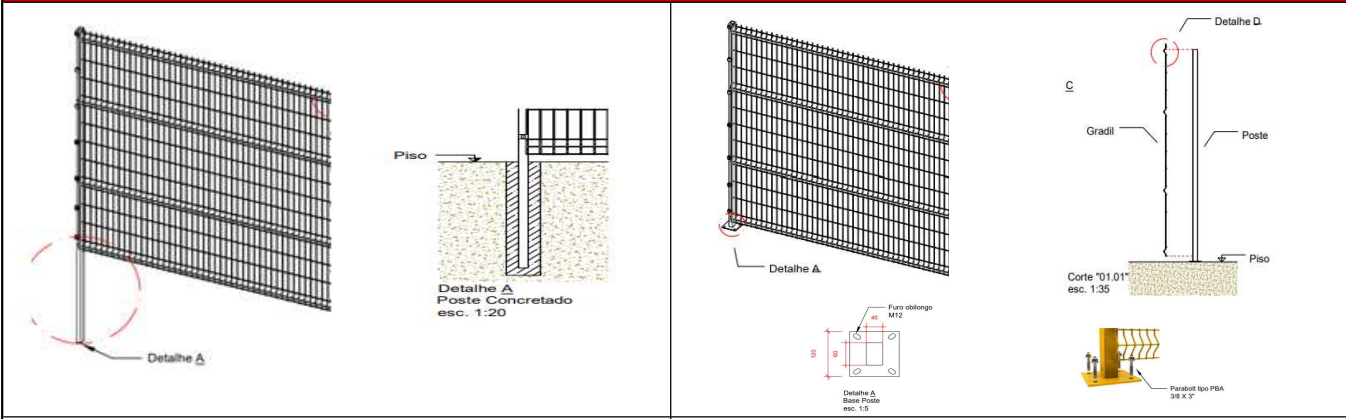 Piso
Detalhe A
Poste Concretado
esc. 1:20
Detalhe A
Detalhe A
Furo obilongo
M12
40
120
60
Detalhe A
Base Poste
esc. 1:5
Detalhe D
C
Gradil
Poste
Piso
Corte "01.01"
esc. 1:35
Parabolt tipo PBA
3/8 X 3"